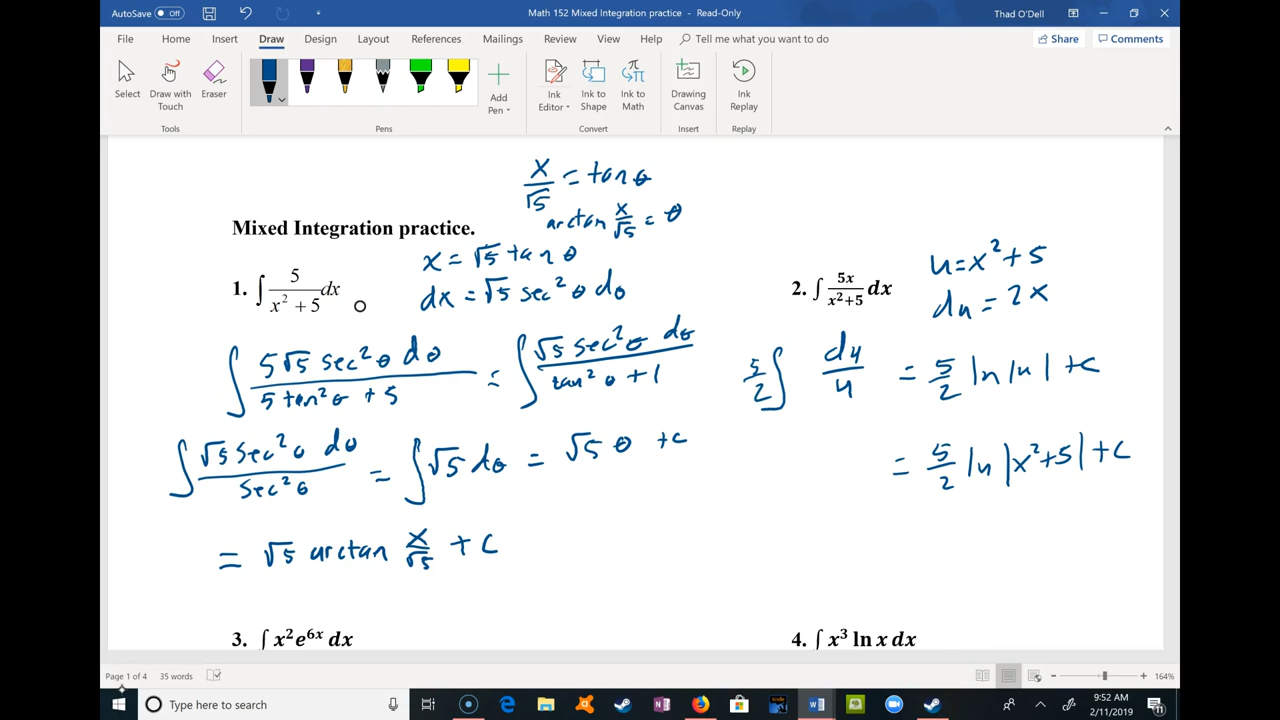 AutoSave Off
Math 152 Mixed Integration practice - Read-Only
Thad O'Dell
File Home Insert Draw Design Layout References Mailings Review View Help Tell me what you want to do
Share Comments
Select Draw with Touch Eraser Add Pen Ink Editor Ink to Shape Ink to Math Drawing Canvas Ink Replay
Tools Pens Convert Insert Replay
x/√5 = tan θ
arctan x/√5 = θ
Mixed Integration practice.
x = √5 tan θ
dx = √5 sec² θ dθ
1. ∫ 5/(x² + 5) dx
2. ∫ 5x/(x²+5) dx
u = x² + 5
du = 2x
∫ 5√5 sec² θ dθ / (5 tan² θ + 5) = ∫ √5 sec² θ dθ / (tan² θ + 1)
5/2 ∫ du/u = 5/2 ln |u| + c
∫ √5 sec² θ dθ / sec² θ = ∫ √5 dθ = √5 θ + c
= 5/2 ln |x² + 5| + c
= √5 arctan x/√5 + c
3. ∫ x² e⁶ˣ dx
4. ∫ x³ ln x dx
Page 1 of 4 35 words
164%
Type here to search
9:52 AM
2/11/2019